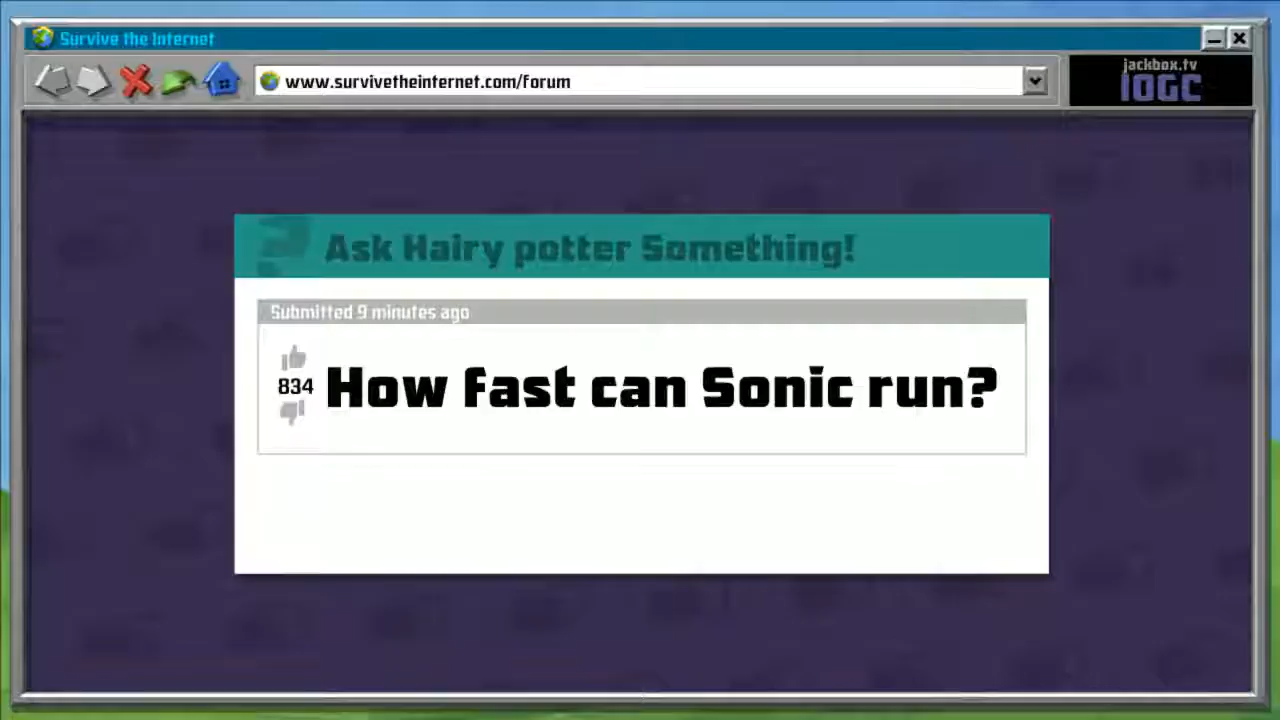 Survive the Internet
www.survivetheinternet.com/forum
jackbox.tv
IOGC
Ask Hairy potter Something!
Submitted 9 minutes ago
834
How fast can Sonic run?